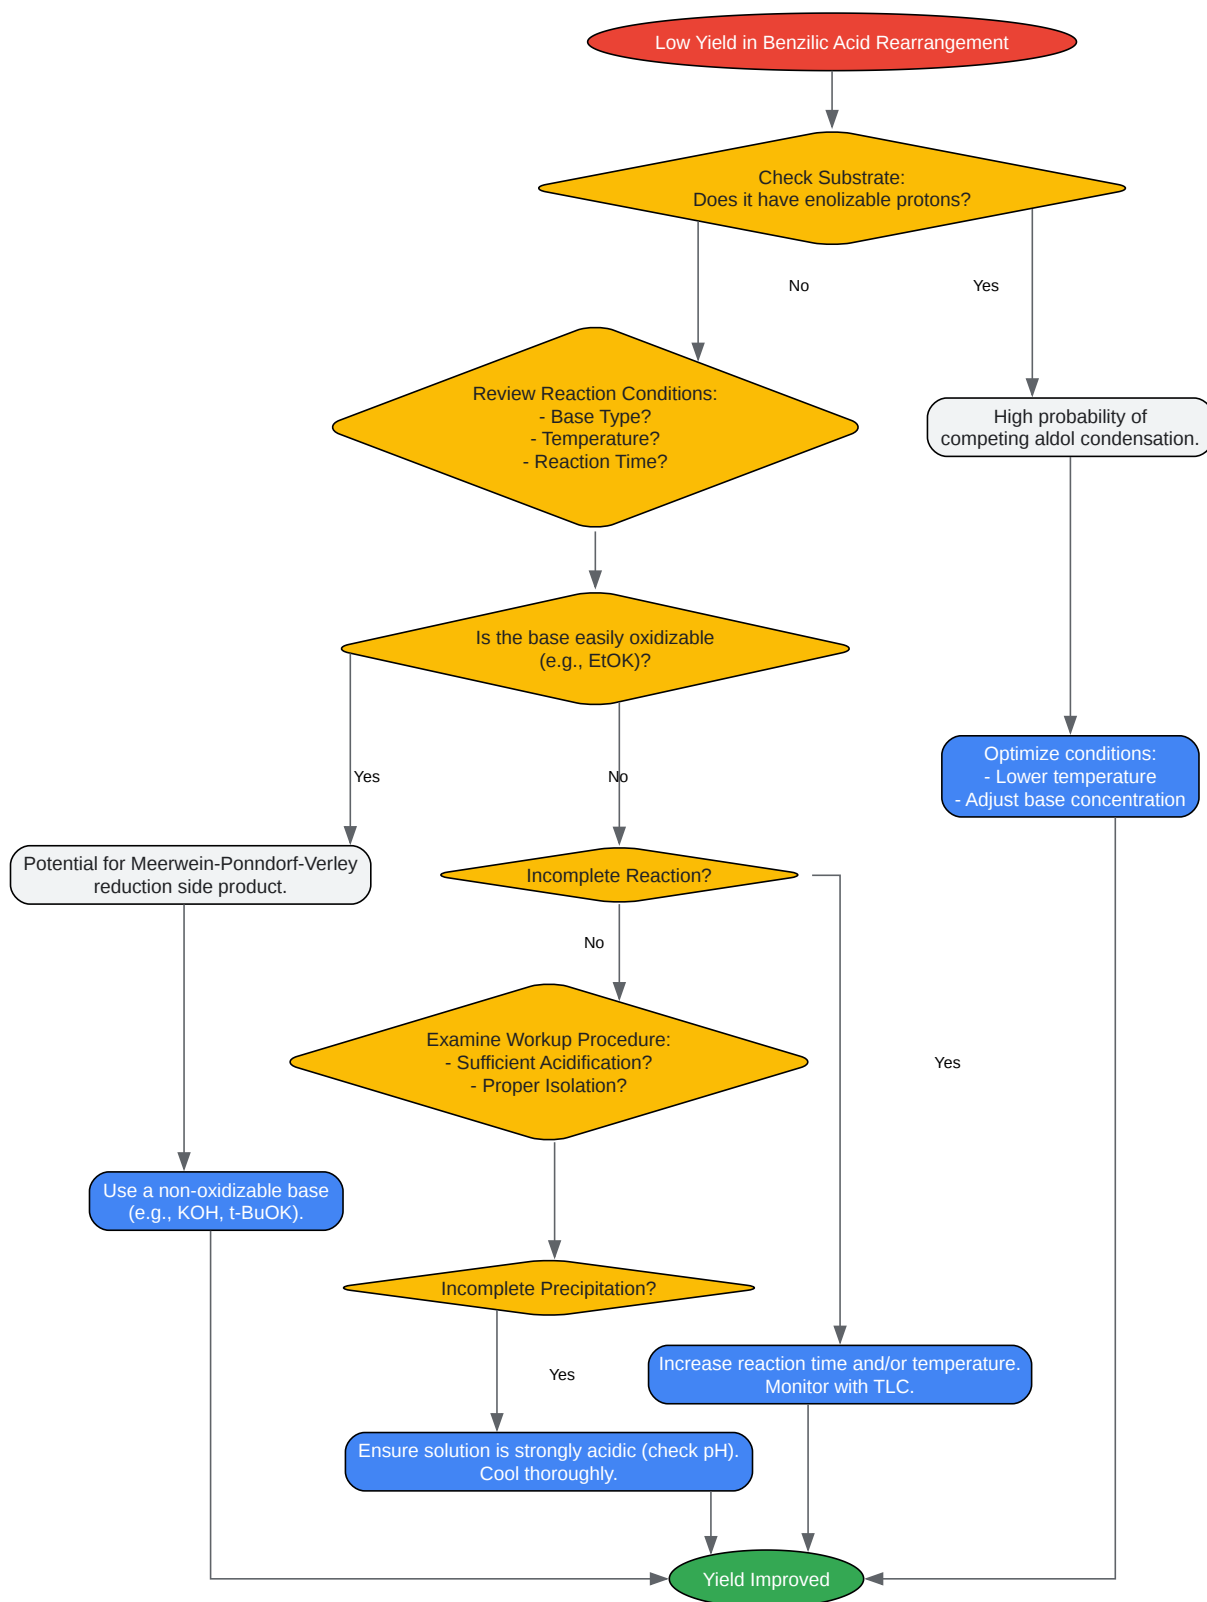 Low Yield in Benzilic Acid Rearrangement
Check Substrate:
Does it have enolizable protons?
No
Yes
Review Reaction Conditions:
- Base Type?
- Temperature?
- Reaction Time?
High probability of
competing aldol condensation.
Is the base easily oxidizable
(e.g., EtOK)?
Yes
No
Optimize conditions:
- Lower temperature
- Adjust base concentration
Potential for Meerwein-Ponndorf-Verley
reduction side product.
Incomplete Reaction?
No
Yes
Examine Workup Procedure:
- Sufficient Acidification?
- Proper Isolation?
Use a non-oxidizable base
(e.g., KOH, t-BuOK).
Incomplete Precipitation?
Yes
Increase reaction time and/or temperature.
Monitor with TLC.
Ensure solution is strongly acidic (check pH).
Cool thoroughly.
Yield Improved